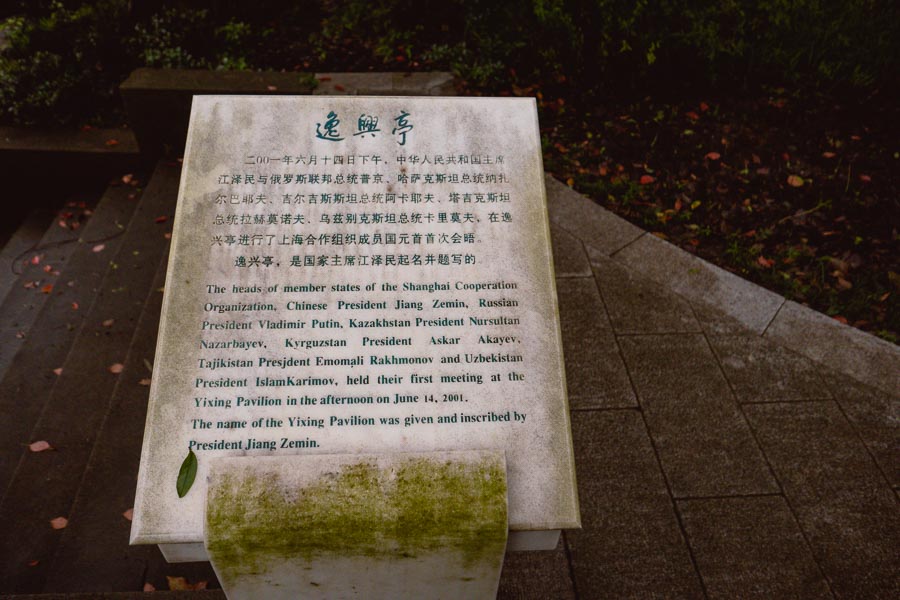 逸興亭
二00一年六月十四日下午，中华人民共和国主席
江泽民与俄罗斯联邦总统普京、哈萨克斯坦总统纳扎
尔巴耶夫、吉尔吉斯斯坦总统阿卡耶夫、塔吉克斯坦
总统拉赫莫诺夫、乌兹别克斯坦总统卡里莫夫，在逸
兴亭进行了上海合作组织成员国元首首次会晤。
逸兴亭，是国家主席江泽民起名并题写的。
The heads of member states of the Shanghai Cooperation
Organization, Chinese President Jiang Zemin, Russian
President Vladimir Putin, Kazakhstan President Nursultan
Nazarbayev, Kyrguzstan President Askar Akayev,
Tajikistan Presjdent Emomali Rakhmonov and Uzbekistan
President IslamKarimov, held their first meeting at the
Yixing Pavilion in the afternoon on June 14, 2001.
The name of the Yixing Pavilion was given and inscribed by
President Jiang Zemin.